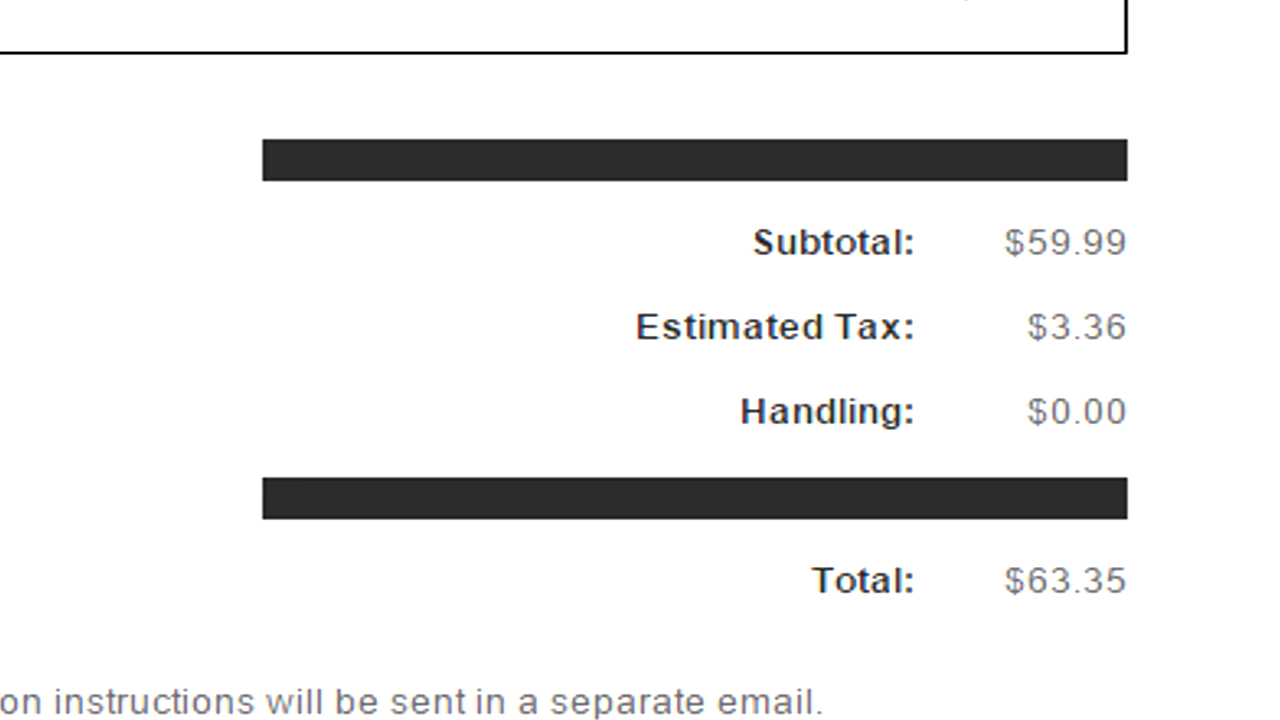 Subtotal: $59.99
Estimated Tax: $3.36
Handling: $0.00
Total: $63.35
on instructions will be sent in a separate email.